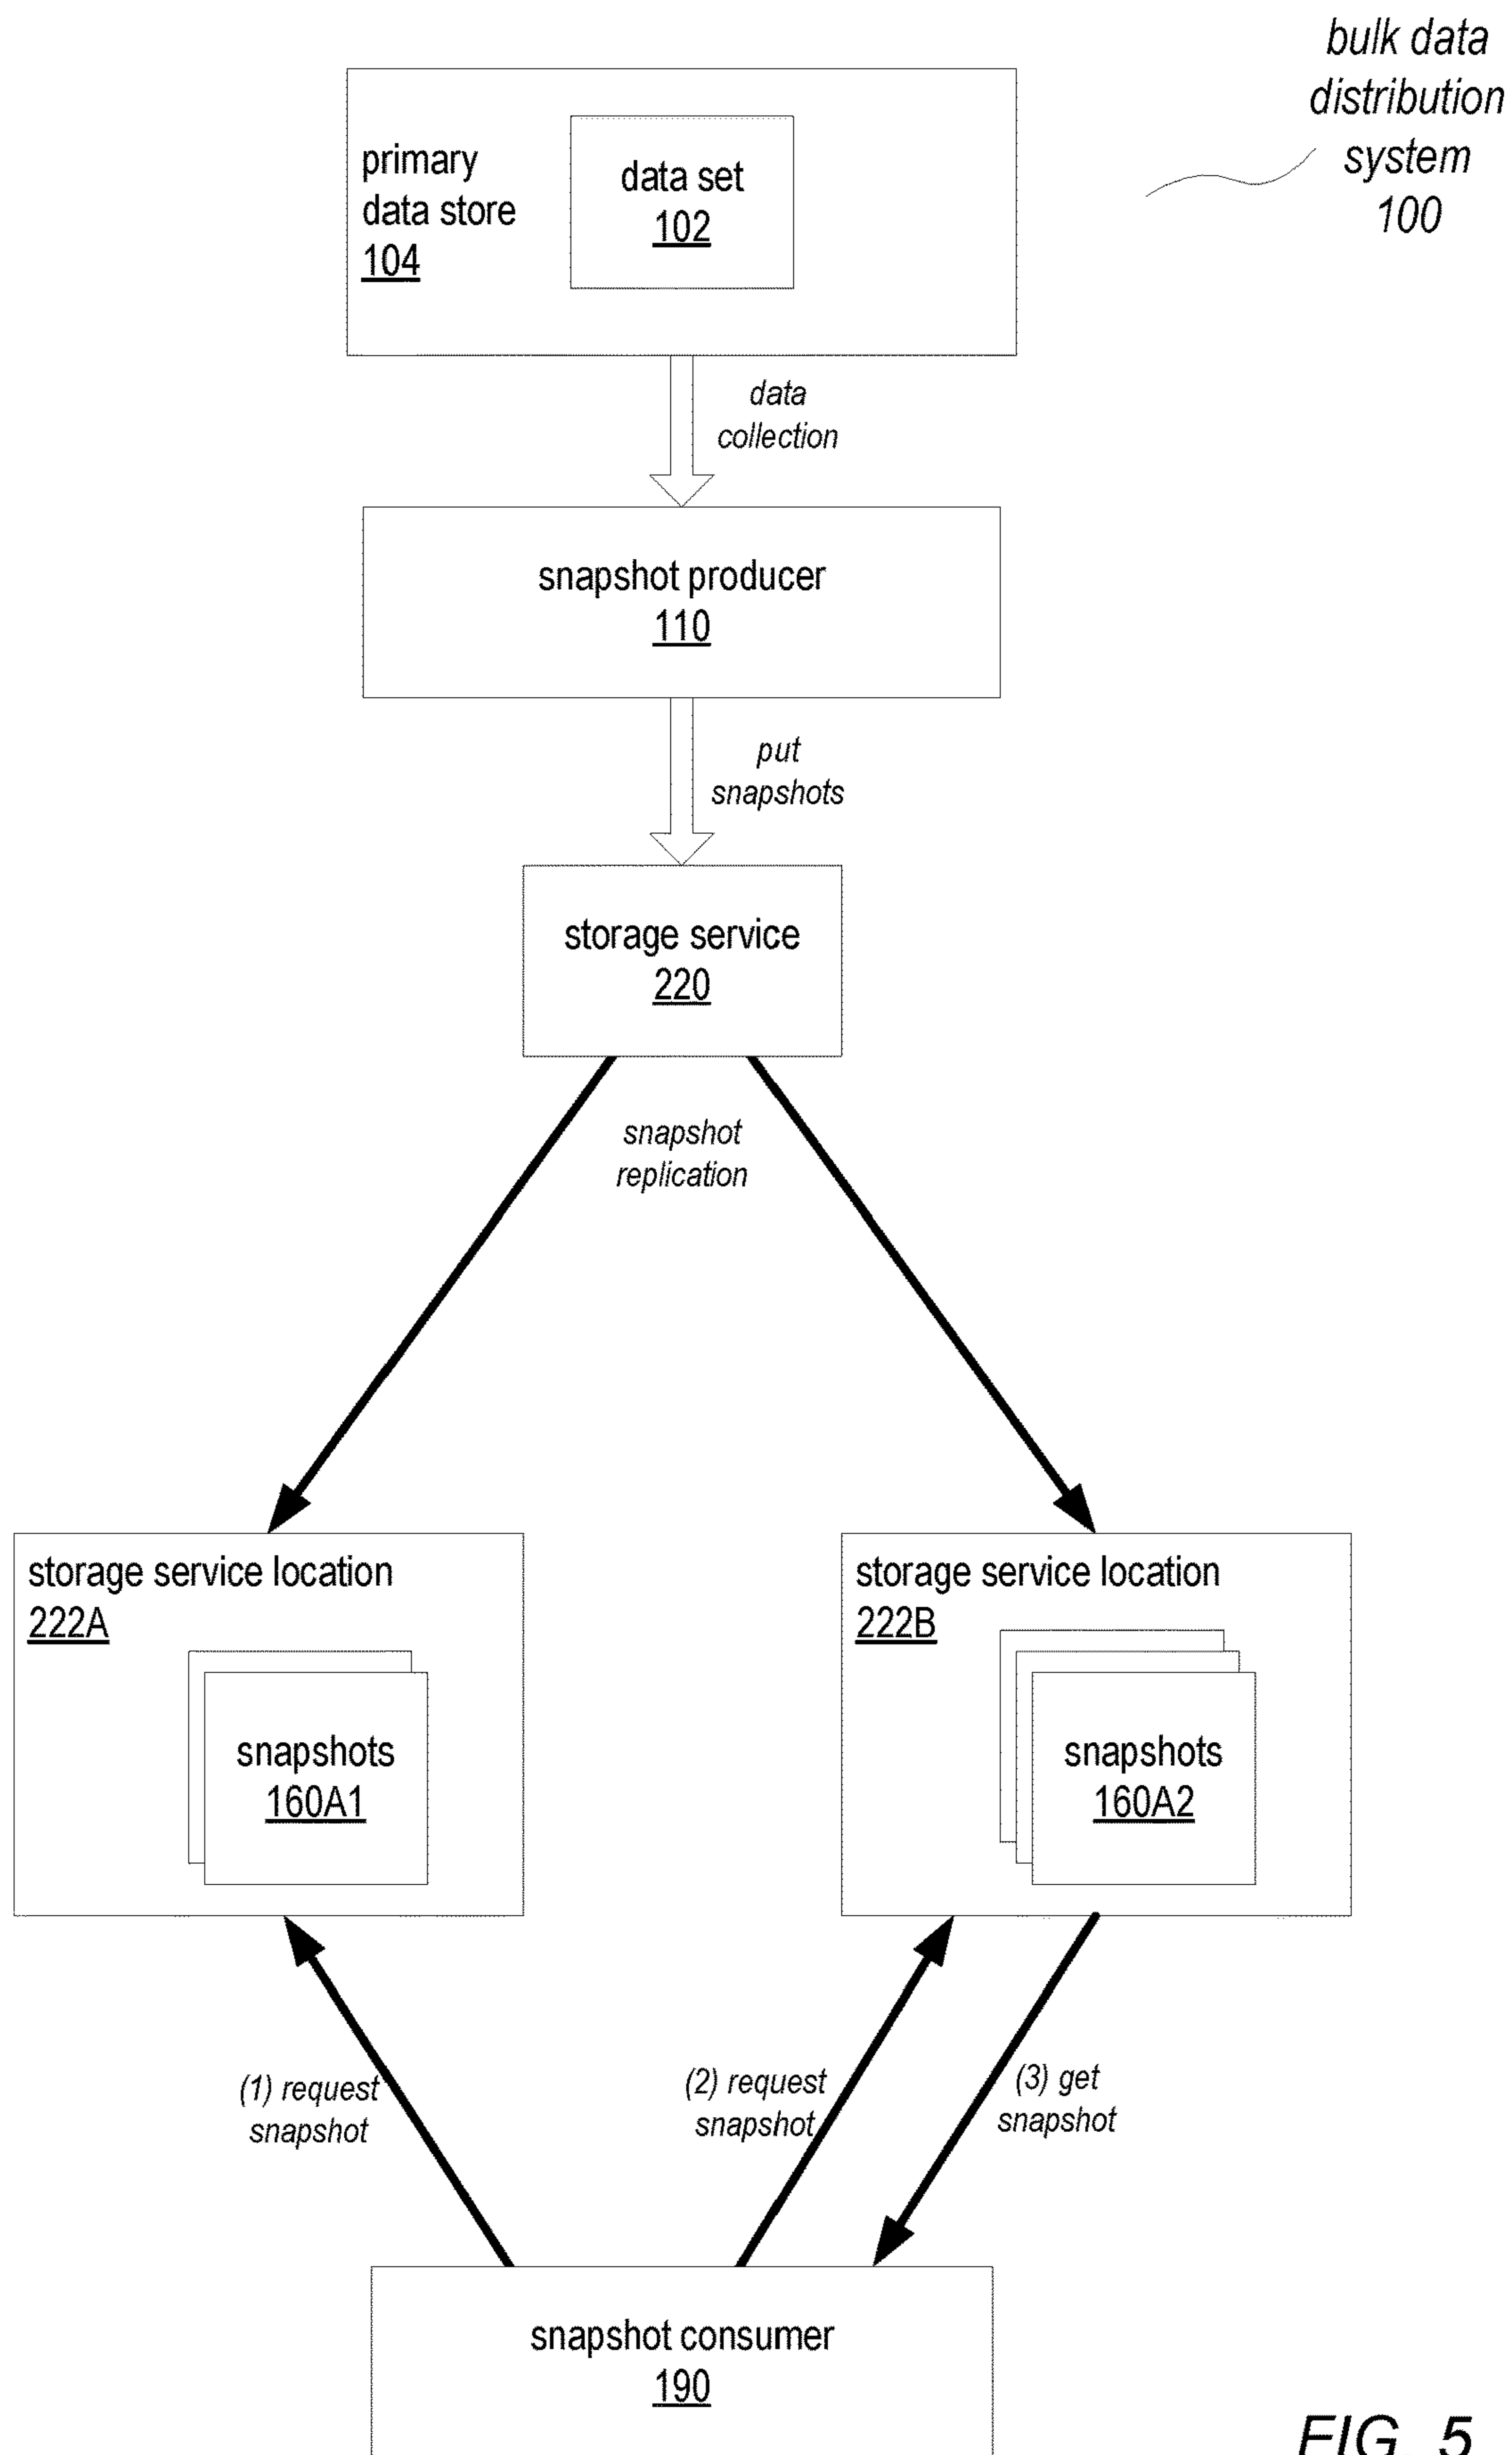 bulk data
distribution
system
100
primary
data store
104
data set
102
data
collection
snapshot producer
110
put
snapshots
storage service
220
snapshot
replication
storage service location
222A
snapshots
160A1
storage service location
222B
snapshots
160A2
(1) request
snapshot
(2) request
snapshot
(3) get
snapshot
snapshot consumer
190
FIG. 5